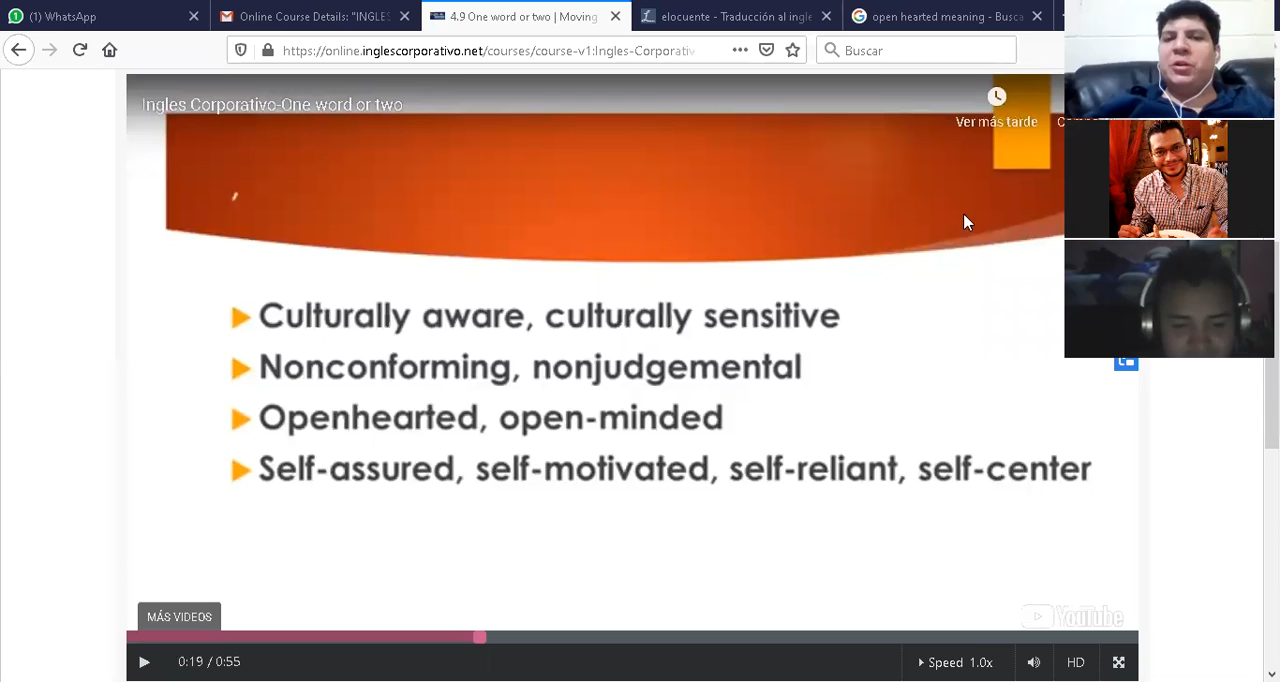 (1) WhatsApp
Online Course Details: "INGLES
4.9 One word or two | Moving
elocuente - Traducción al ingle
open hearted meaning - Busca
https://online.inglescorporativo.net/courses/course-v1:Ingles-Corporativ
Buscar
Ingles Corporativo-One word or two
Ver más tarde
Culturally aware, culturally sensitive
Nonconforming, nonjudgemental
Openhearted, open-minded
Self-assured, self-motivated, self-reliant, self-center
MÁS VIDEOS
YouTube
0:19 / 0:55
Speed 1.0x
HD